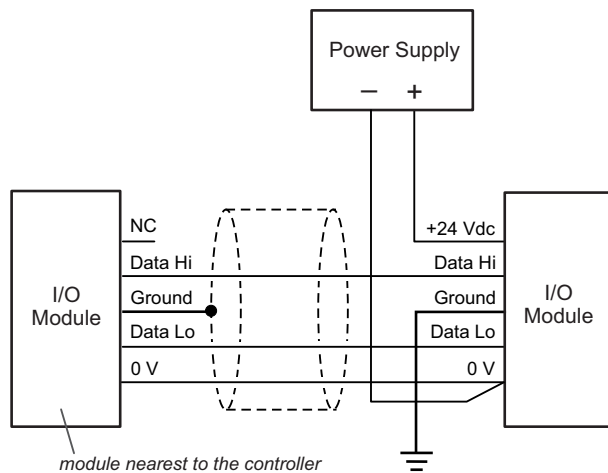 Power Supply
− +
NC
+24 Vdc
Data Hi
Data Hi
Ground
Ground
I/O
Module
I/O
Module
Data Lo
Data Lo
0 V
0 V
module nearest to the controller